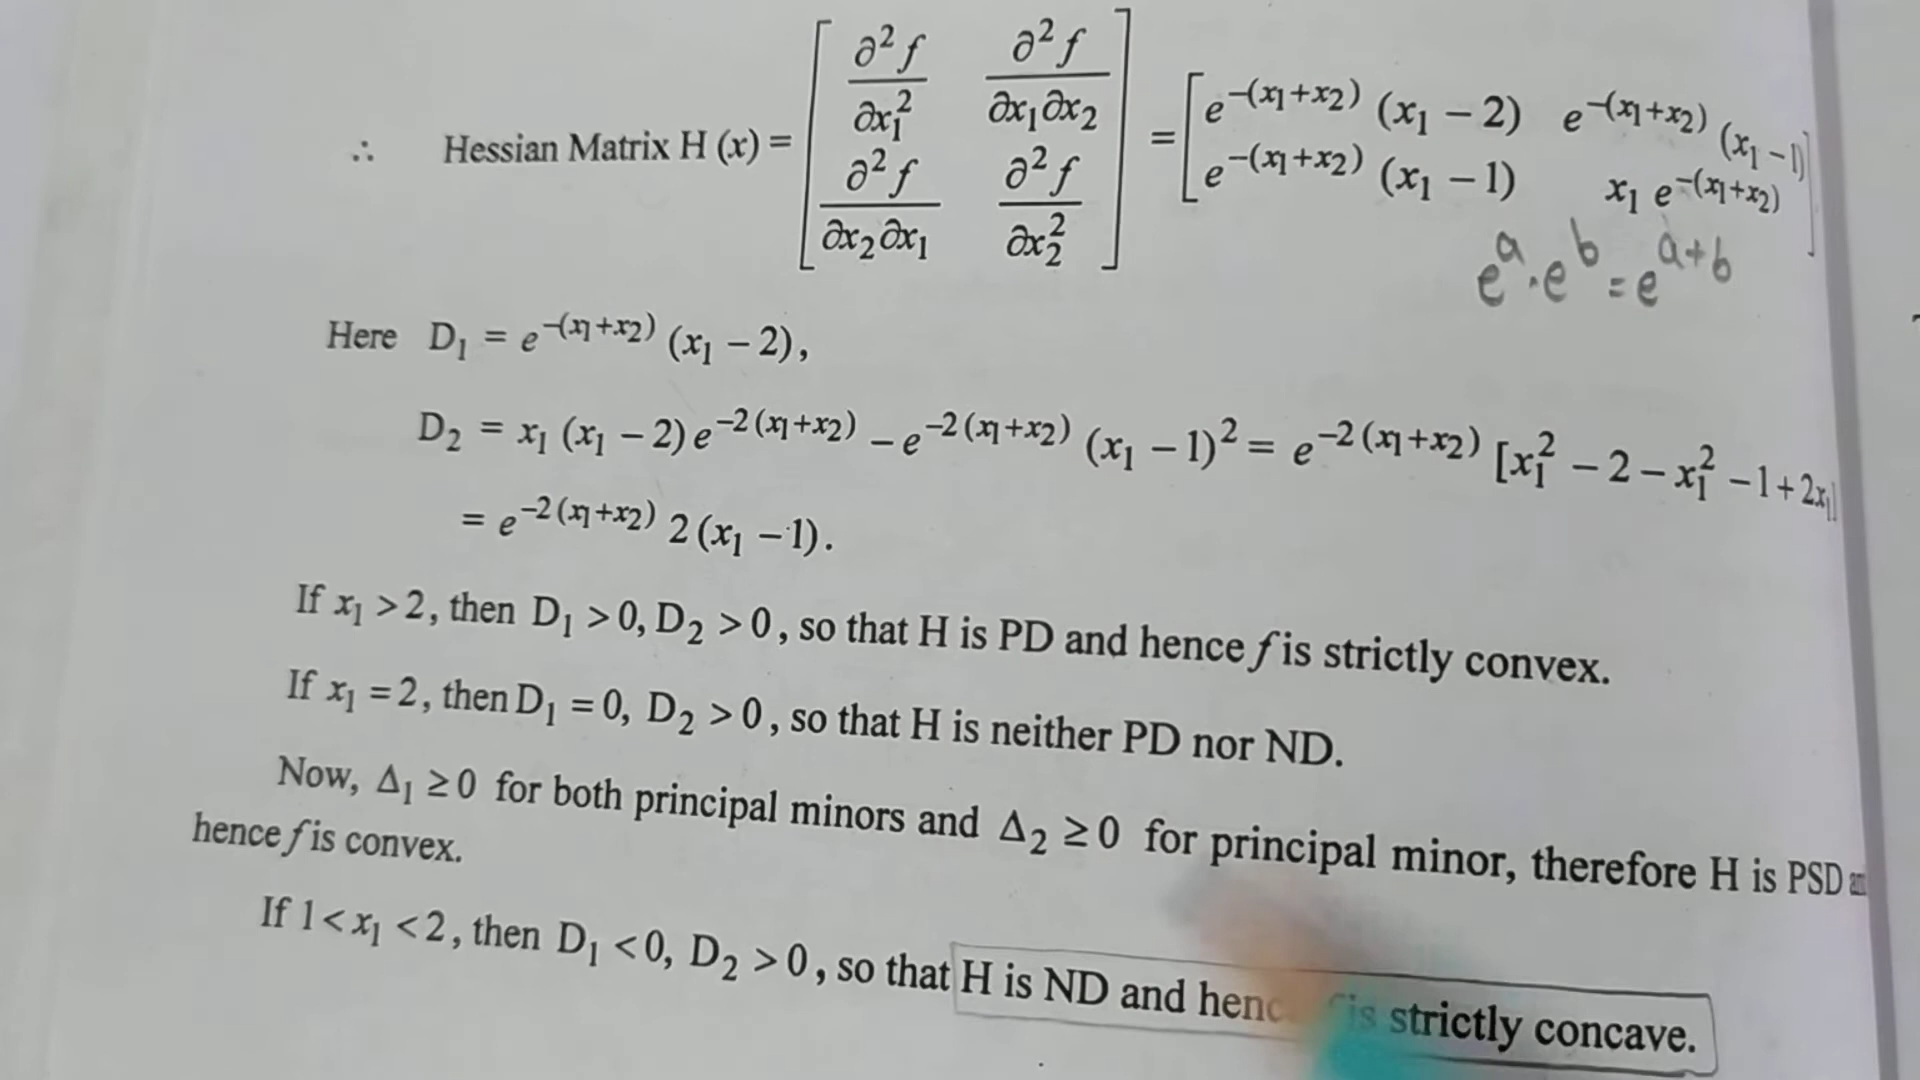 ∴ Hessian Matrix H (x) = [∂²f/∂x₁² ∂²f/∂x₁∂x₂ ; ∂²f/∂x₂∂x₁ ∂²f/∂x₂²] = [e^–(x₁+x₂) (x₁ – 2) e^–(x₁+x₂) (x₁ – 1) ; e^–(x₁+x₂) (x₁ – 1) x₁ e^–(x₁+x₂)]
e^a . e^b = e^a+b
Here D₁ = e^–(x₁+x₂) (x₁ – 2),
D₂ = x₁ (x₁ – 2) e^–2 (x₁+x₂) – e^–2 (x₁+x₂) (x₁ – 1)² = e^–2 (x₁+x₂) [x₁² – 2 – x₁² – 1 + 2x₁]
= e^–2 (x₁+x₂) 2 (x₁ – 1).
If x₁ > 2, then D₁ > 0, D₂ > 0, so that H is PD and hence f is strictly convex.
If x₁ = 2, then D₁ = 0, D₂ > 0, so that H is neither PD nor ND.
Now, Δ₁ ≥ 0 for both principal minors and Δ₂ ≥ 0 for principal minor, therefore H is PSD
hence f is convex.
If 1 < x₁ < 2, then D₁ < 0, D₂ > 0, so that H is ND and is strictly concave.